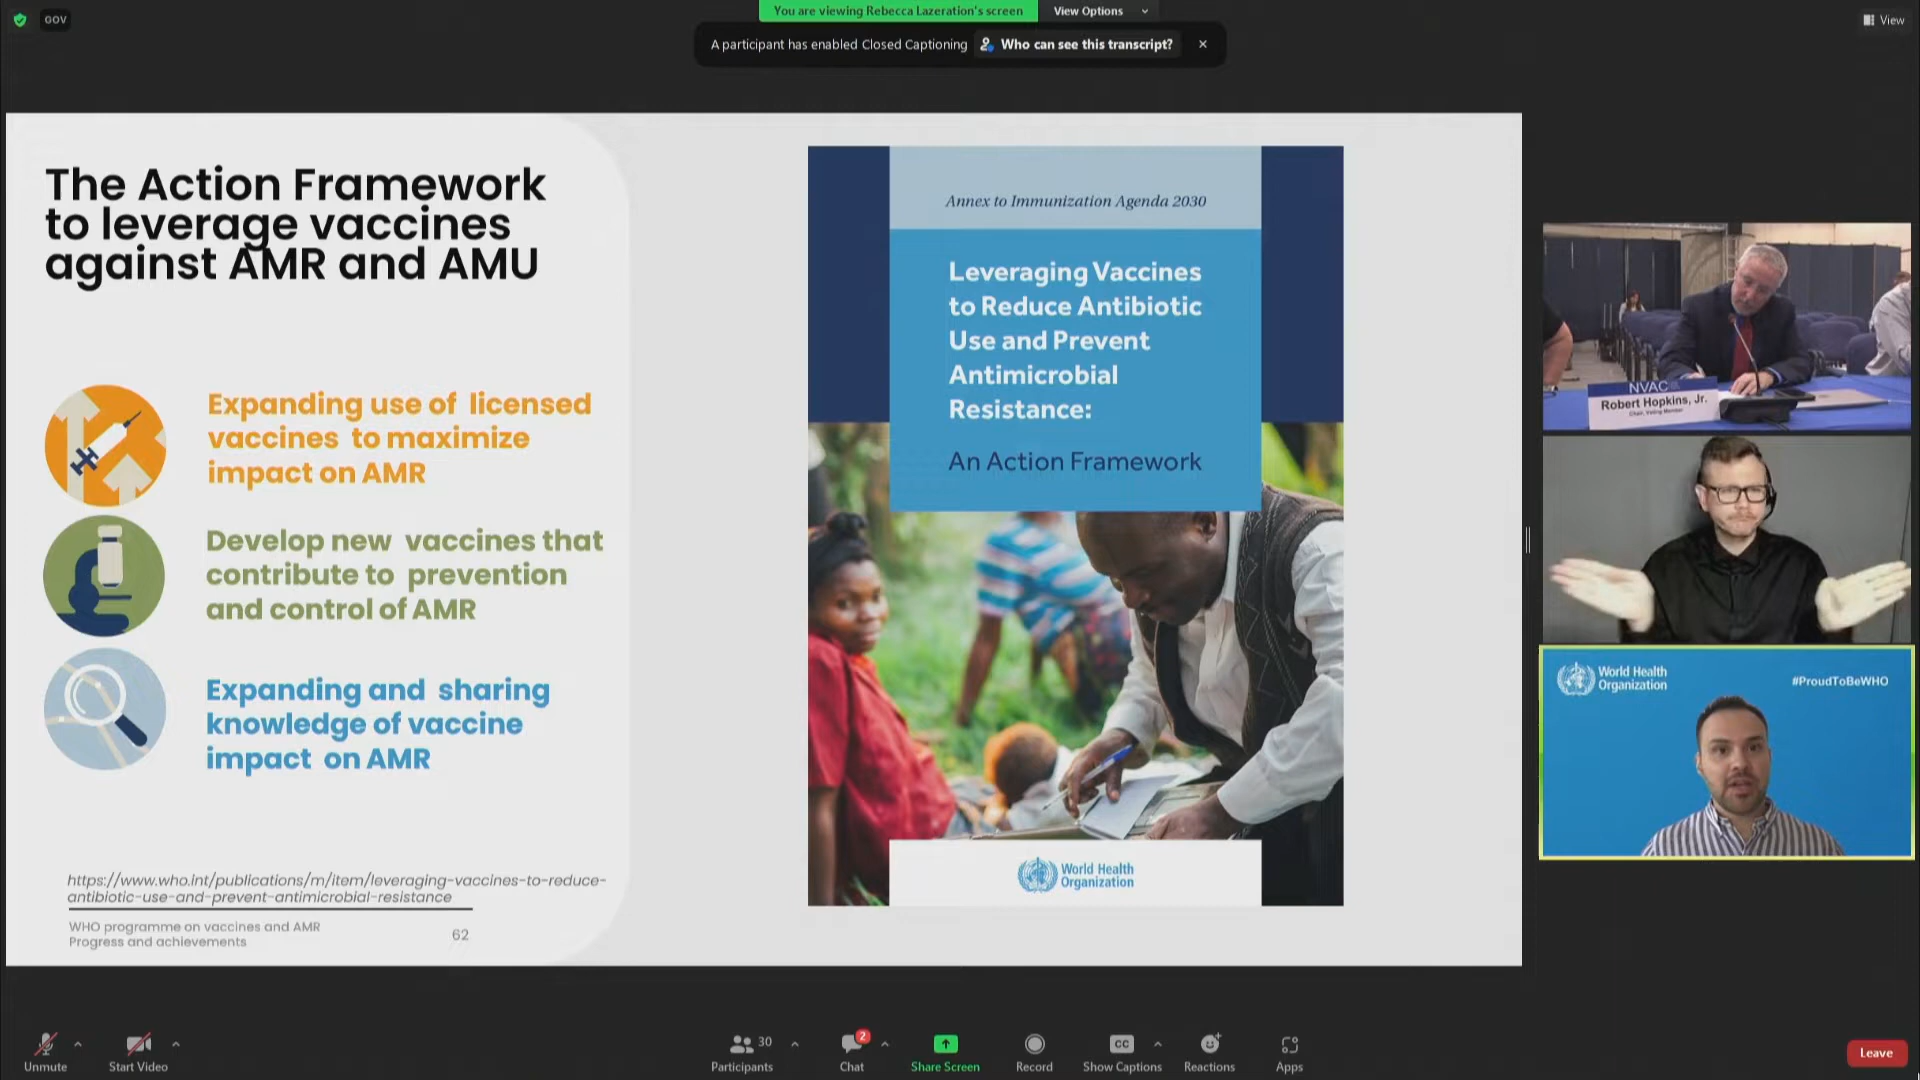 GOV
You are viewing Rebecca Lazeration's screen
View Options
View
A participant has enabled Closed Captioning
Who can see this transcript?
The Action Framework
to leverage vaccines
against AMR and AMU
Expanding use of licensed
vaccines to maximize
impact on AMR
Develop new vaccines that
contribute to prevention
and control of AMR
Expanding and sharing
knowledge of vaccine
impact on AMR
https://www.who.int/publications/m/item/leveraging-vaccines-to-reduce-
antibiotic-use-and-prevent-antimicrobial-resistance
WHO programme on vaccines and AMR
Progress and achievements
62
Annex to Immunization Agenda 2030
Leveraging Vaccines
to Reduce Antibiotic
Use and Prevent
Antimicrobial
Resistance:
An Action Framework
World Health
Organization
NVAC
Robert Hopkins, Jr.
Chair, Voting Member
World Health
Organization
#ProudToBeWHO
Unmute
Start Video
Participants
30
Chat
2
Share Screen
Record
CC
Show Captions
Reactions
Apps
Leave